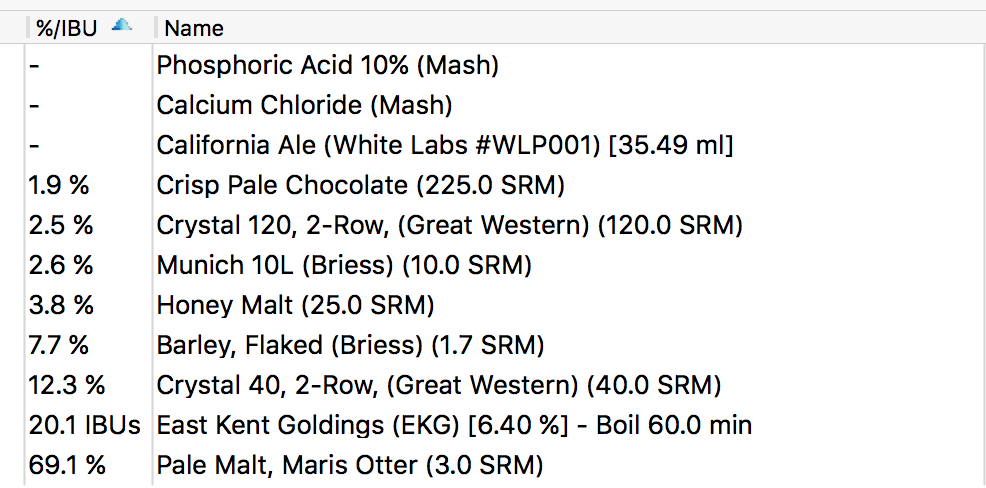 %/IBU Name
- Phosphoric Acid 10% (Mash)
- Calcium Chloride (Mash)
- California Ale (White Labs #WLP001) [35.49 ml]
1.9 % Crisp Pale Chocolate (225.0 SRM)
2.5 % Crystal 120, 2-Row, (Great Western) (120.0 SRM)
2.6 % Munich 10L (Briess) (10.0 SRM)
3.8 % Honey Malt (25.0 SRM)
7.7 % Barley, Flaked (Briess) (1.7 SRM)
12.3 % Crystal 40, 2-Row, (Great Western) (40.0 SRM)
20.1 IBUs East Kent Goldings (EKG) [6.40 %] - Boil 60.0 min
69.1 % Pale Malt, Maris Otter (3.0 SRM)